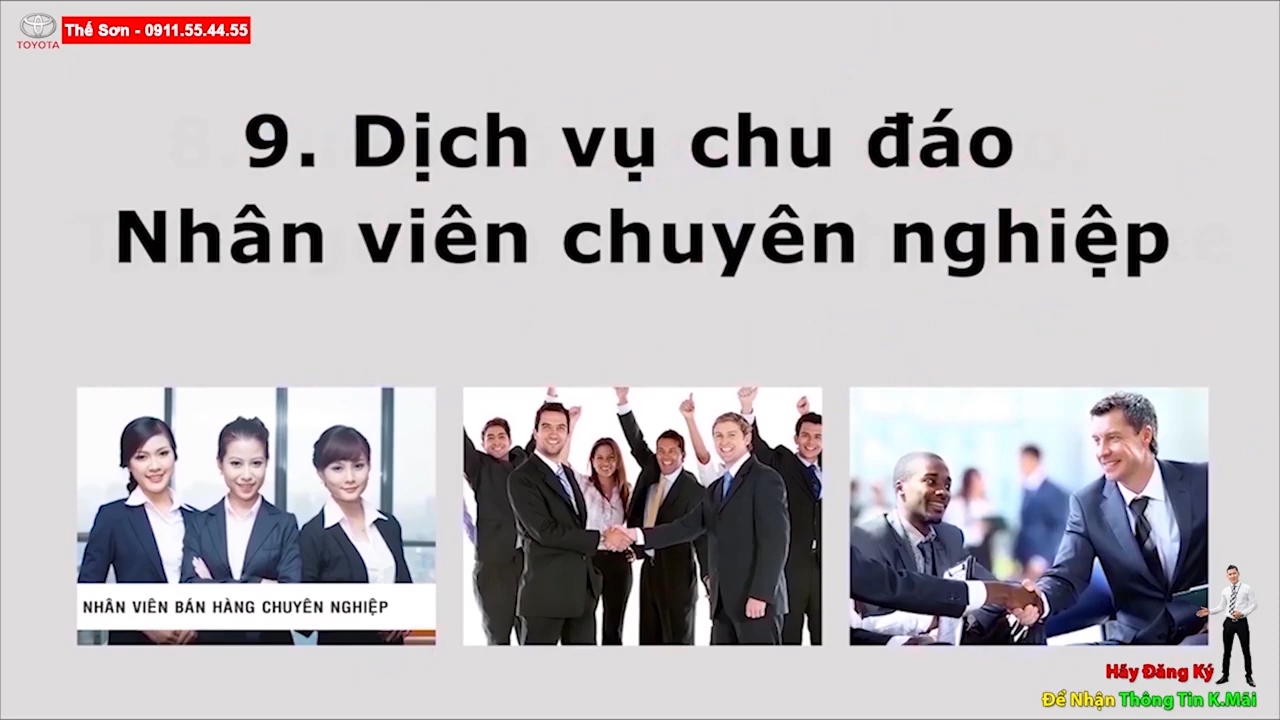 TOYOTA
Thế Sơn - 0911.55.44.55
9. Dịch vụ chu đáo
Nhân viên chuyên nghiệp
NHÂN VIÊN BÁN HÀNG CHUYÊN NGHIỆP
Hãy Đăng Ký
Để Nhận Thông Tin K.Mãi